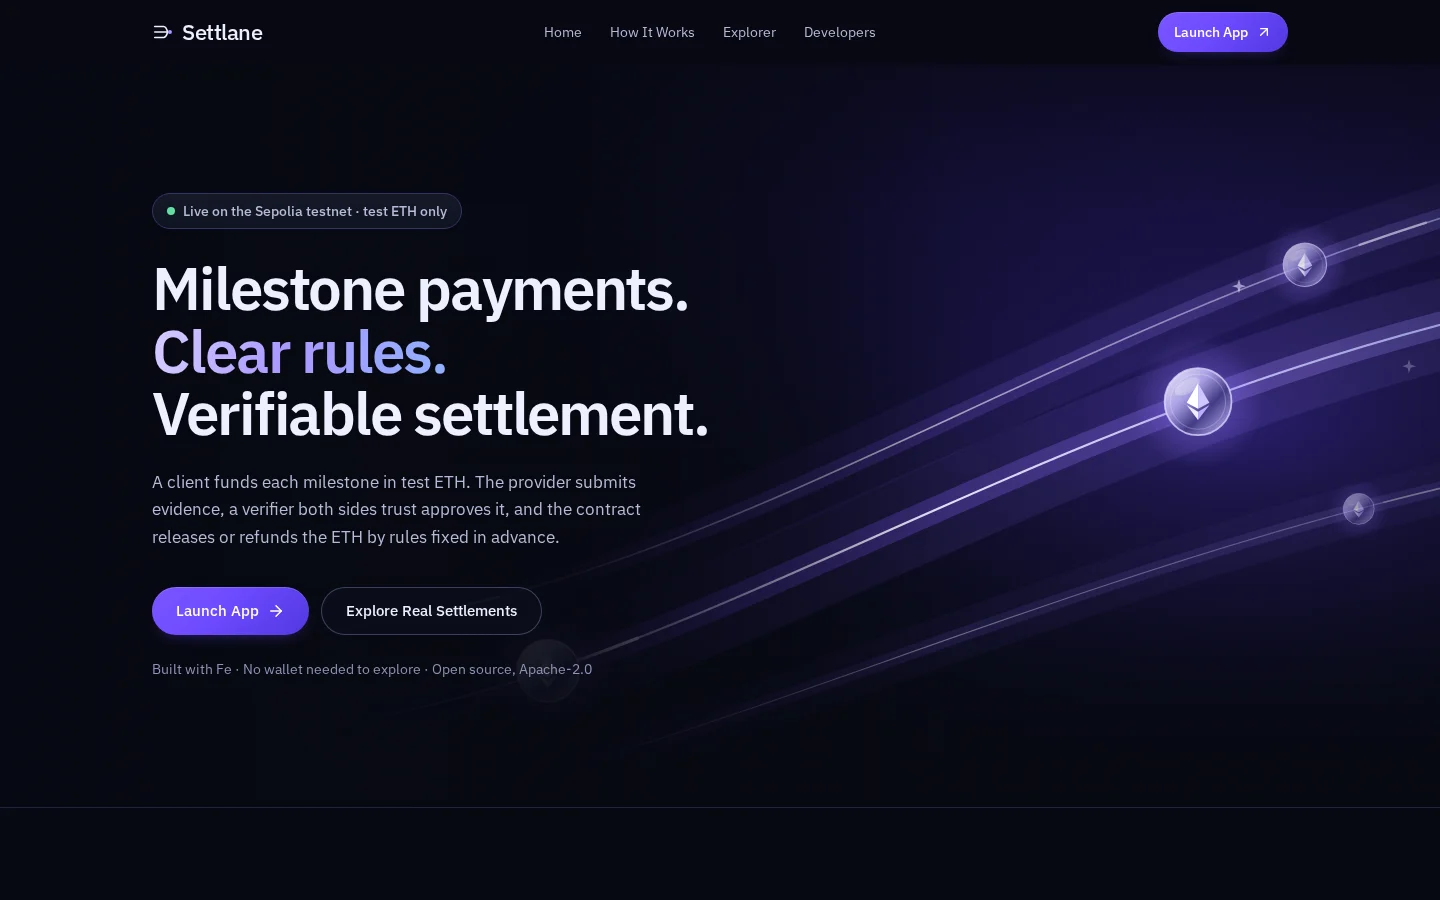 Settlane
Home
How It Works
Explorer
Developers
Launch App
Live on the Sepolia testnet · test ETH only
Milestone payments.
Clear rules.
Verifiable settlement.
A client funds each milestone in test ETH. The provider submits
evidence, a verifier both sides trust approves it, and the contract
releases or refunds the ETH by rules fixed in advance.
Launch App
Explore Real Settlements
Built with Fe · No wallet needed to explore · Open source, Apache-2.0